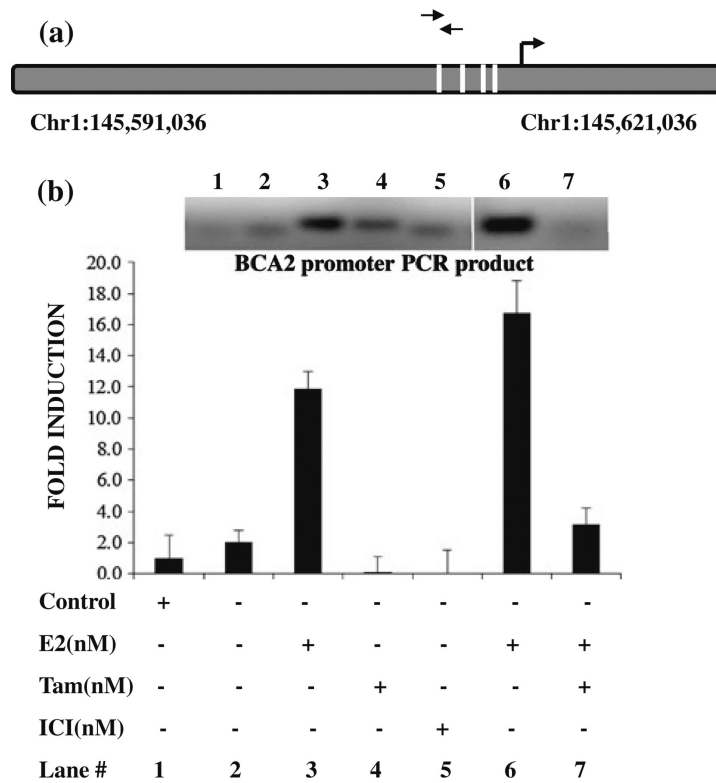 (a)
Chr1:145,591,036 Chr1:145,621,036
(b)
1 2 3 4 5 6 7
BCA2 promoter PCR product
FOLD INDUCTION
20.0
18.0
16.0
14.0
12.0
10.0
8.0
6.0
4.0
2.0
0.0
Control + - - - - - -
E2(nM) - - + - - + +
Tam(nM) - - - + - - +
ICI(nM) - - - - + - -
Lane # 1 2 3 4 5 6 7